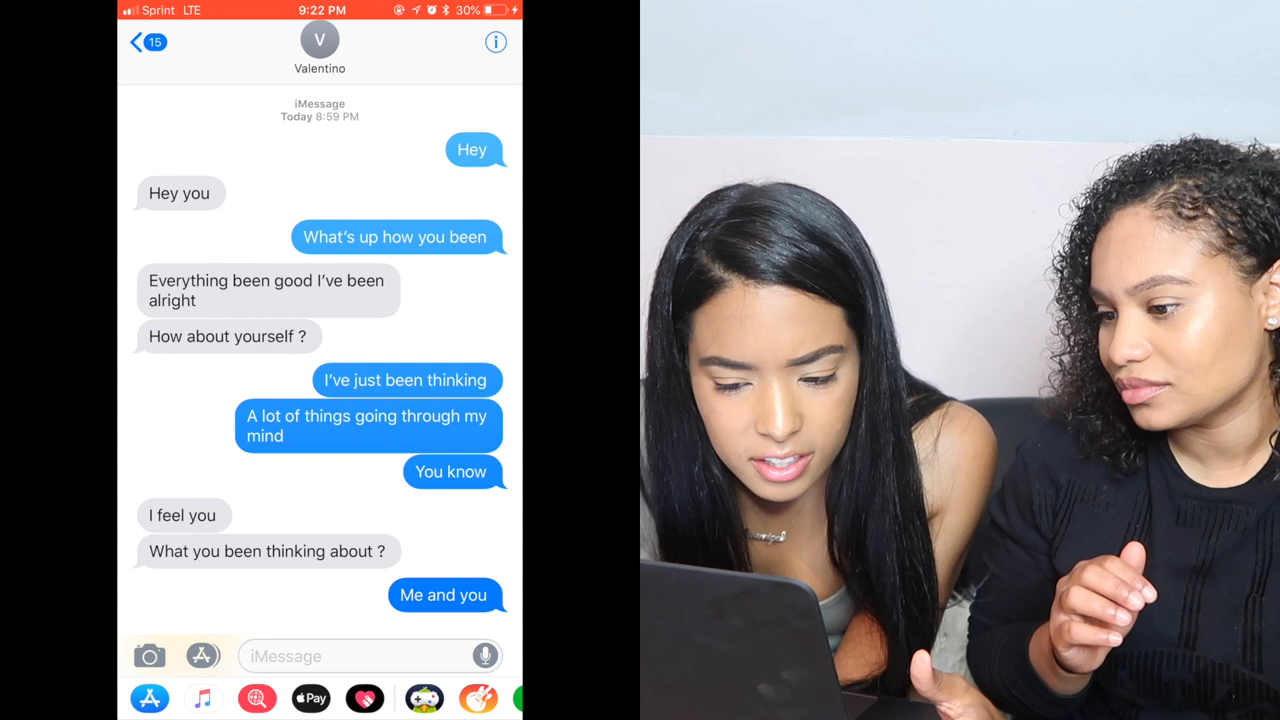 Sprint LTE 9:22 PM 30%
15
V
Valentino
iMessage
Today 8:59 PM
Hey
Hey you
What's up how you been
Everything been good I've been
alright
How about yourself ?
I've just been thinking
A lot of things going through my
mind
You know
I feel you
What you been thinking about ?
Me and you
iMessage
Pay